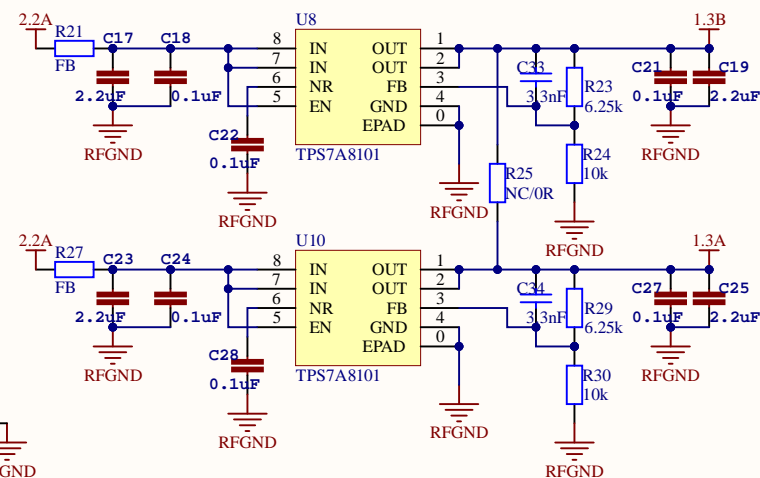 2.2A
R21
FB
C17
C18
2.2uF
0.1uF
RFGND
C22
0.1uF
RFGND
U8
8
7
6
5
IN
IN
NR
EN
OUT
OUT
FB
GND
EPAD
1
2
3
4
0
TPS7A8101
RFGND
C33
3.3nF
R23
6.25k
R24
10k
RFGND
R25
NC/0R
1.3B
C21
C19
0.1uF
2.2uF
RFGND
2.2A
R27
FB
C23
C24
2.2uF
0.1uF
RFGND
C28
0.1uF
RFGND
U10
8
7
6
5
IN
IN
NR
EN
OUT
OUT
FB
GND
EPAD
1
2
3
4
0
TPS7A8101
RFGND
C34
3.3nF
R29
6.25k
R30
10k
RFGND
1.3A
C27
C25
0.1uF
2.2uF
RFGND
GND